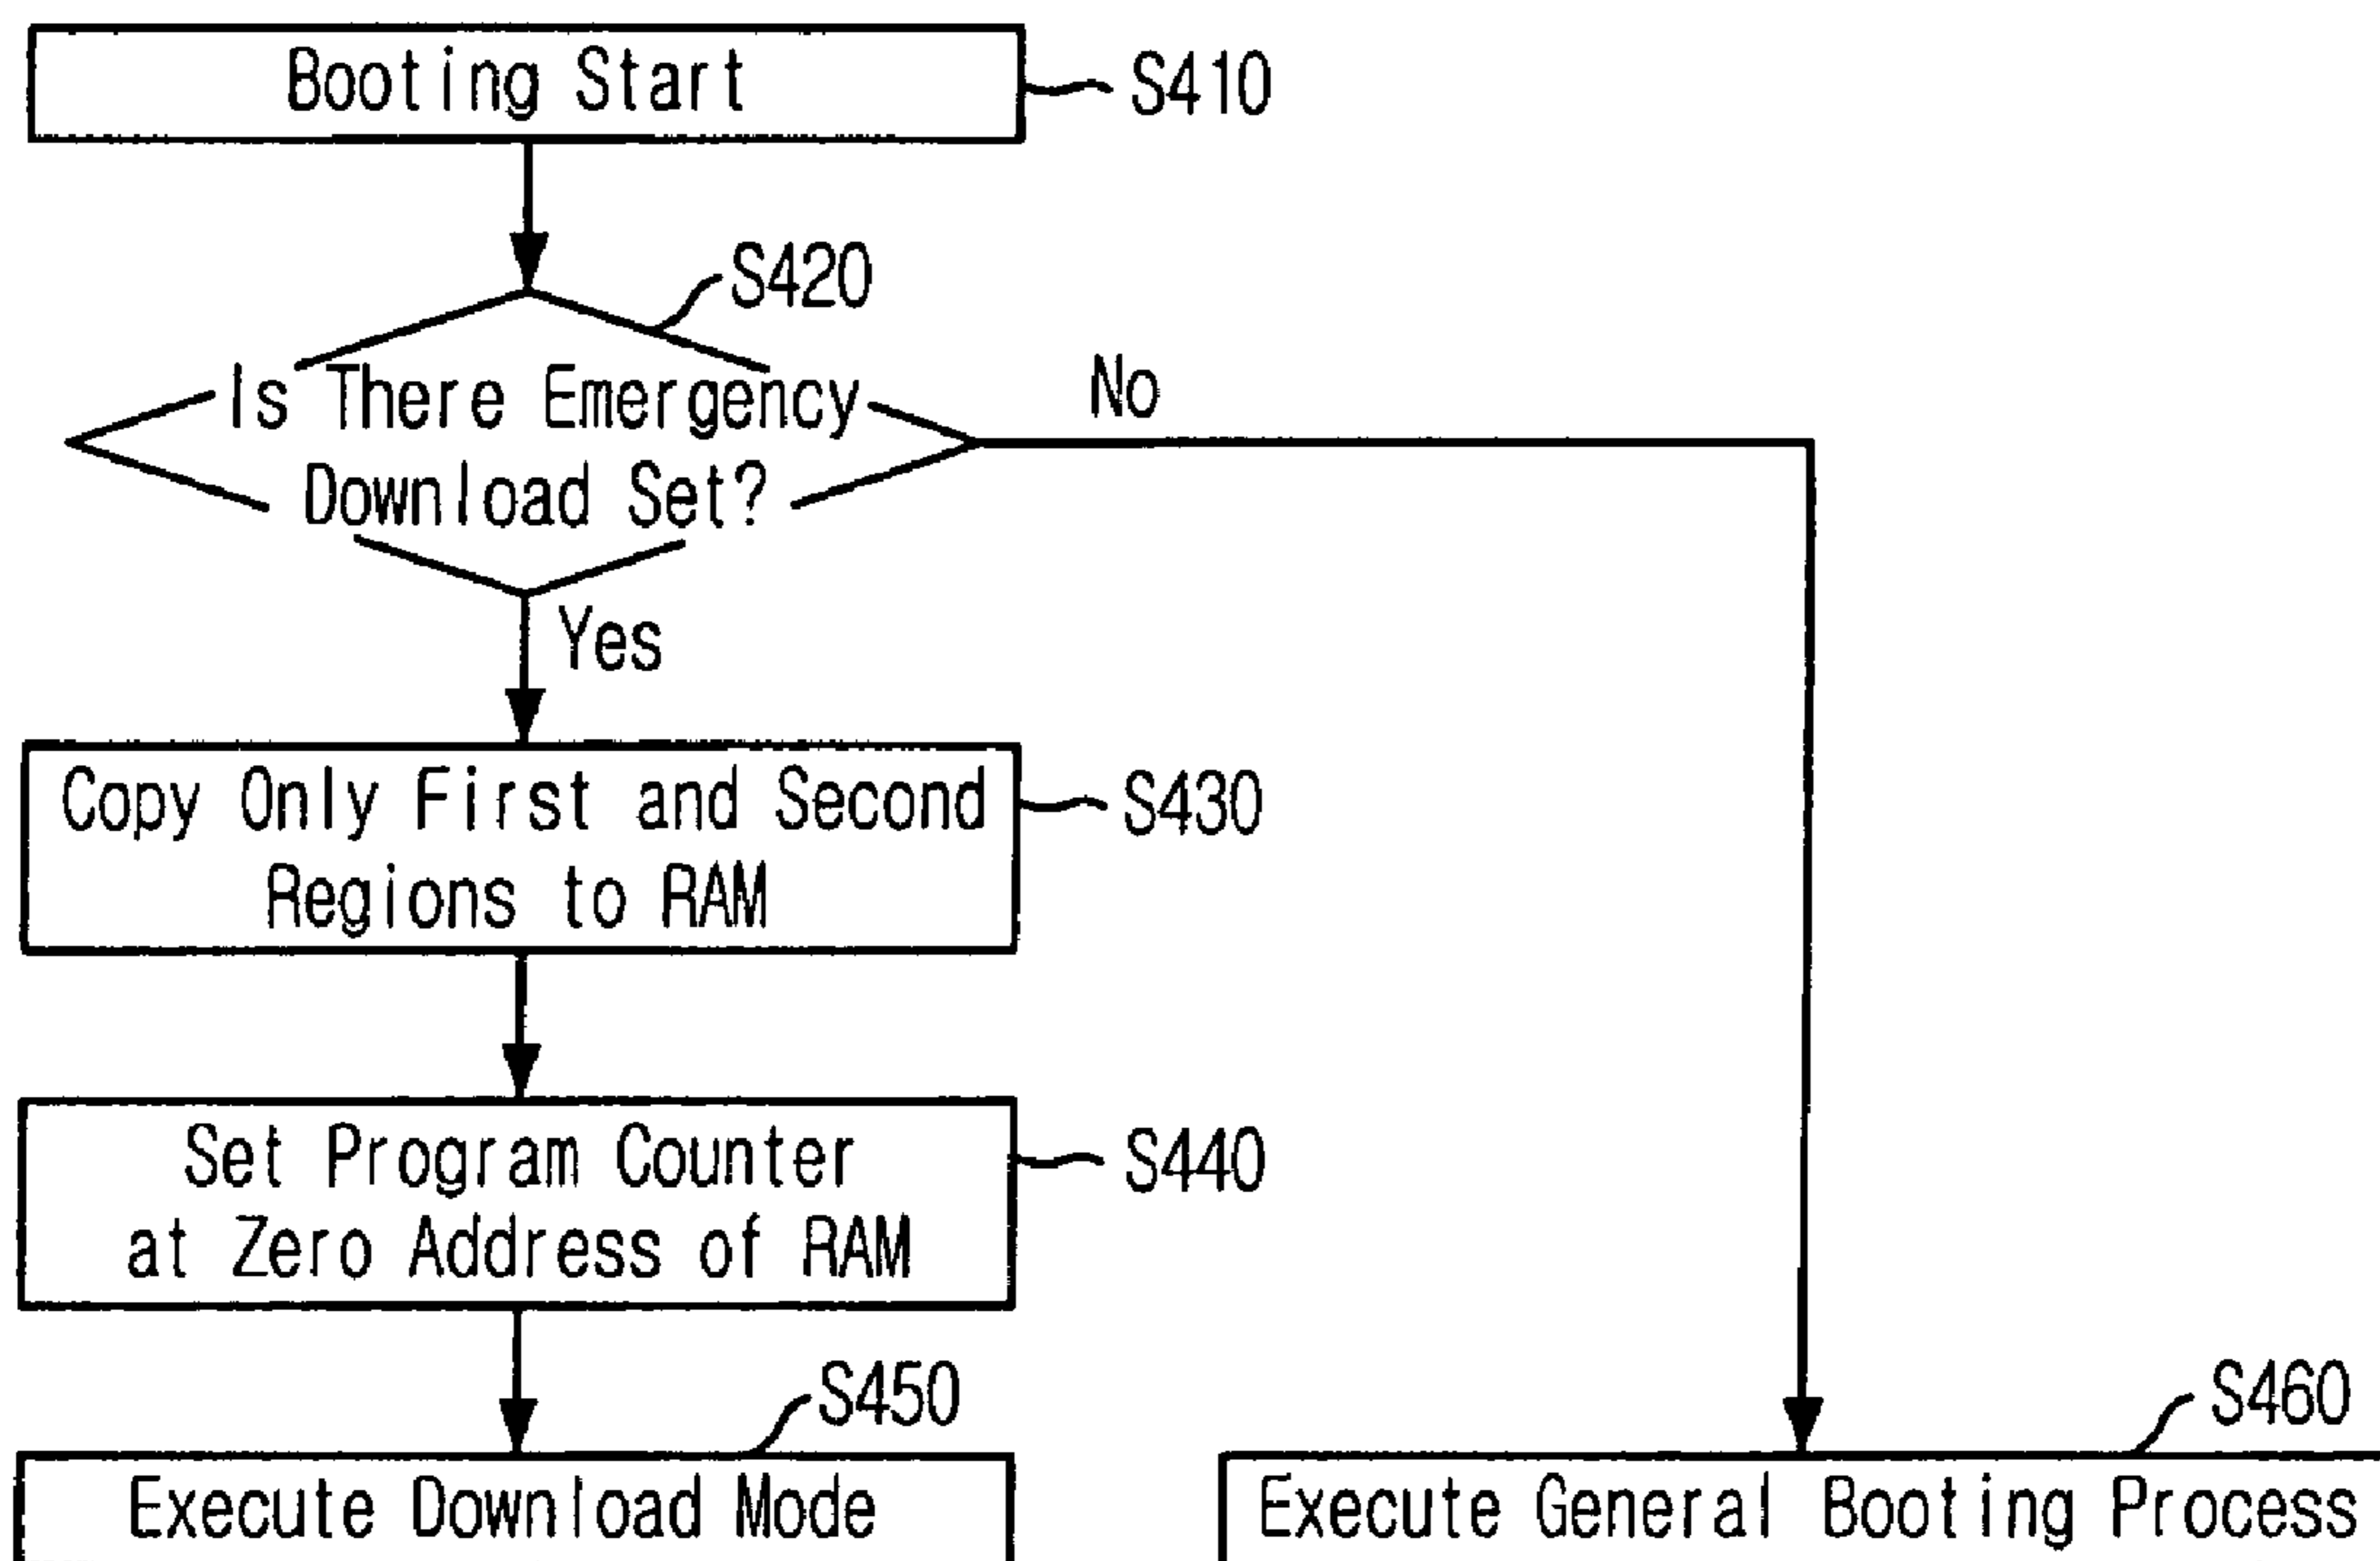 Booting Start
S410
S420
Is There Emergency
Download Set?
No
Yes
Copy Only First and Second
Regions to RAM
S430
Set Program Counter
at Zero Address of RAM
S440
S450
Execute Download Mode
S460
Execute General Booting Process